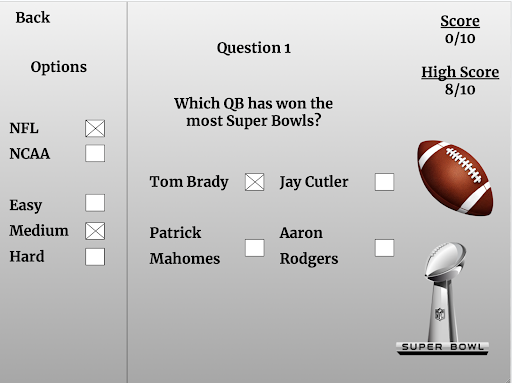 Back
Options
NFL
NCAA
Easy
Medium
Hard
Question 1
Which QB has won the
most Super Bowls?
Tom Brady
Jay Cutler
Patrick
Mahomes
Aaron
Rodgers
Score
0/10
High Score
8/10
NFL
SUPER BOWL